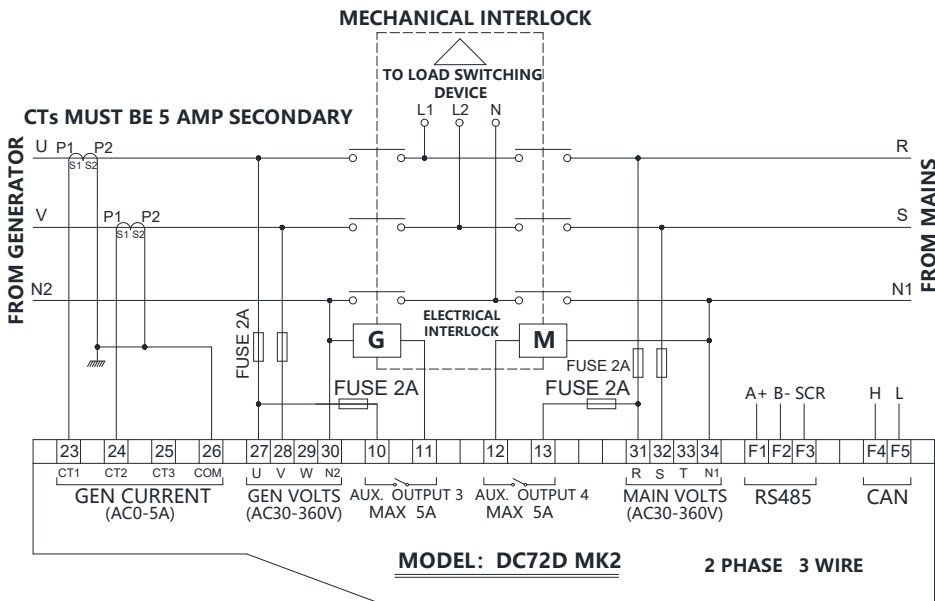 MECHANICAL INTERLOCK
TO LOAD SWITCHING
DEVICE
CTs MUST BE 5 AMP SECONDARY
L1 L2 N
FROM GENERATOR
U P1 P2
S1 S2
R
V
P1 P2
S1 S2
S
FROM MAINS
N2
N1
ELECTRICAL
INTERLOCK
G
M
FUSE 2A
FUSE 2A
FUSE 2A
FUSE 2A
A+ B- SCR
H L
23 24 25 26 27 28 29 30 10 11 12 13 31 32 33 34 F1 F2 F3 F4 F5
CT1 CT2 CT3 COM U V W N2 R S T N1
GEN CURRENT
(AC0-5A)
GEN VOLTS
(AC30-360V)
AUX. OUTPUT 3
MAX 5A
AUX. OUTPUT 4
MAX 5A
MAIN VOLTS
(AC30-360V)
RS485
CAN
MODEL: DC72D MK2
2 PHASE 3 WIRE